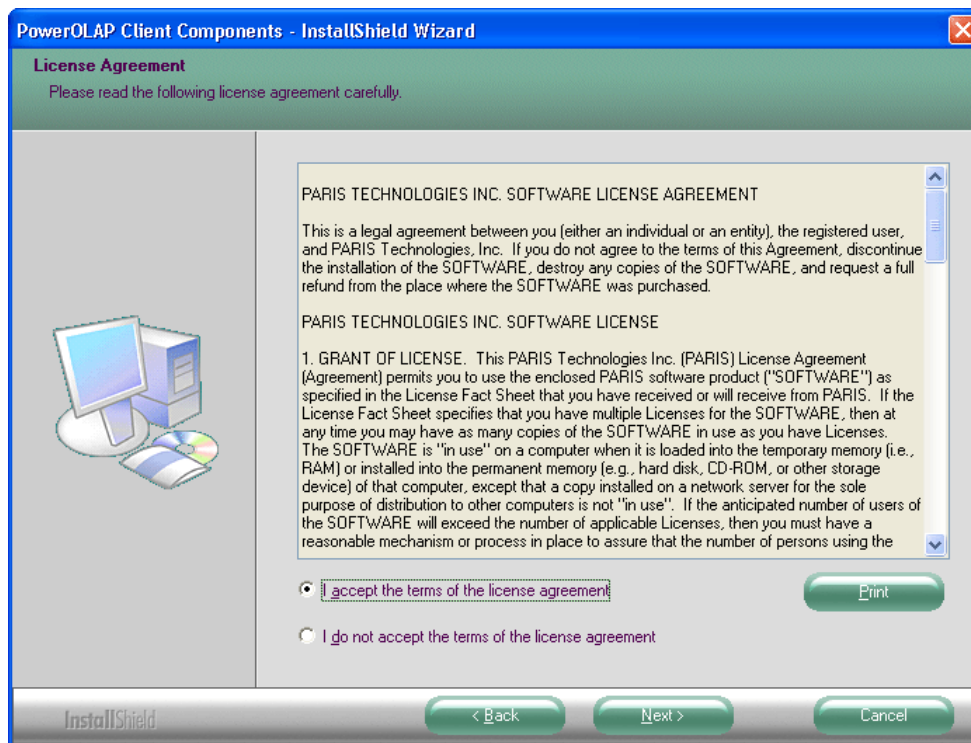 PowerOLAP Client Components - InstallShield Wizard
License Agreement
Please read the following license agreement carefully.
PARIS TECHNOLOGIES INC. SOFTWARE LICENSE AGREEMENT
This is a legal agreement between you (either an individual or an entity), the registered user,
and PARIS Technologies, Inc.  If you do not agree to the terms of this Agreement, discontinue
the installation of the SOFTWARE, destroy any copies of the SOFTWARE, and request a full
refund from the place where the SOFTWARE was purchased.
PARIS TECHNOLOGIES INC. SOFTWARE LICENSE
1. GRANT OF LICENSE.  This PARIS Technologies Inc. (PARIS) License Agreement
(Agreement) permits you to use the enclosed PARIS software product ("SOFTWARE") as
specified in the License Fact Sheet that you have received or will receive from PARIS.  If the
License Fact Sheet specifies that you have multiple Licenses for the SOFTWARE, then at
any time you may have as many copies of the SOFTWARE in use as you have Licenses.
The SOFTWARE is "in use" on a computer when it is loaded into the temporary memory (i.e.,
RAM) or installed into the permanent memory (e.g., hard disk, CD-ROM, or other storage
device) of that computer, except that a copy installed on a network server for the sole
purpose of distribution to other computers is not "in use".  If the anticipated number of users of
the SOFTWARE will exceed the number of applicable Licenses, then you must have a
reasonable mechanism or process in place to assure that the number of persons using the
I accept the terms of the license agreement
Print
I do not accept the terms of the license agreement
InstallShield
< Back
Next >
Cancel